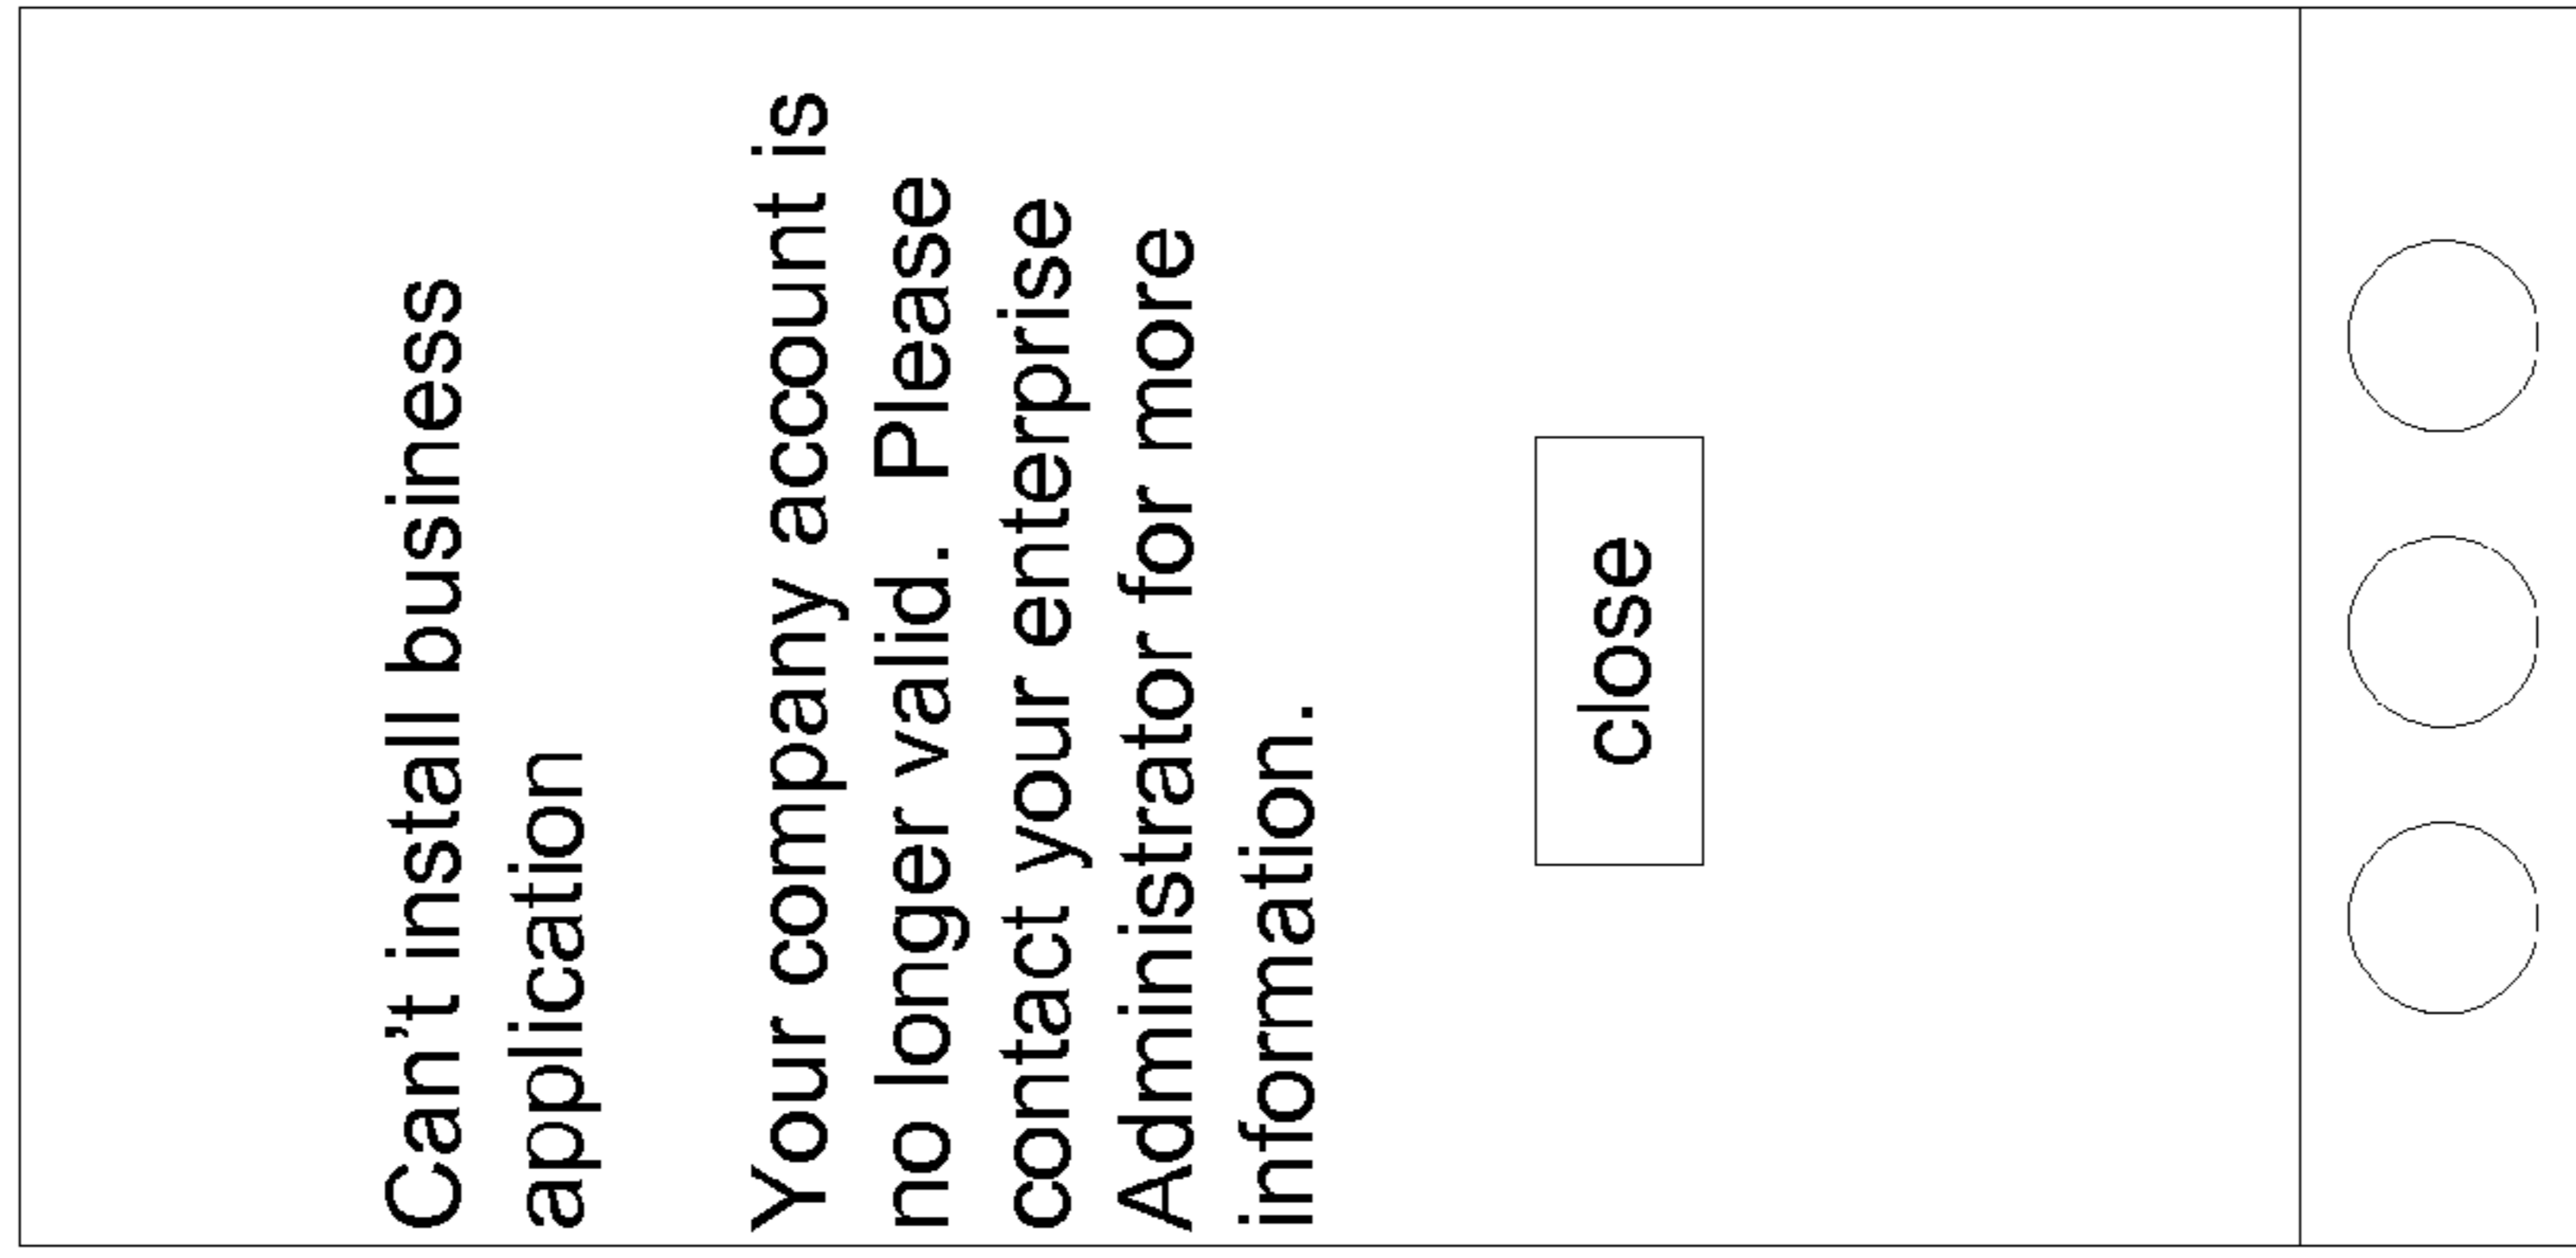 Can't install business
application
Your company account is
no longer valid. Please
contact your enterprise
Administrator for more
information.
close